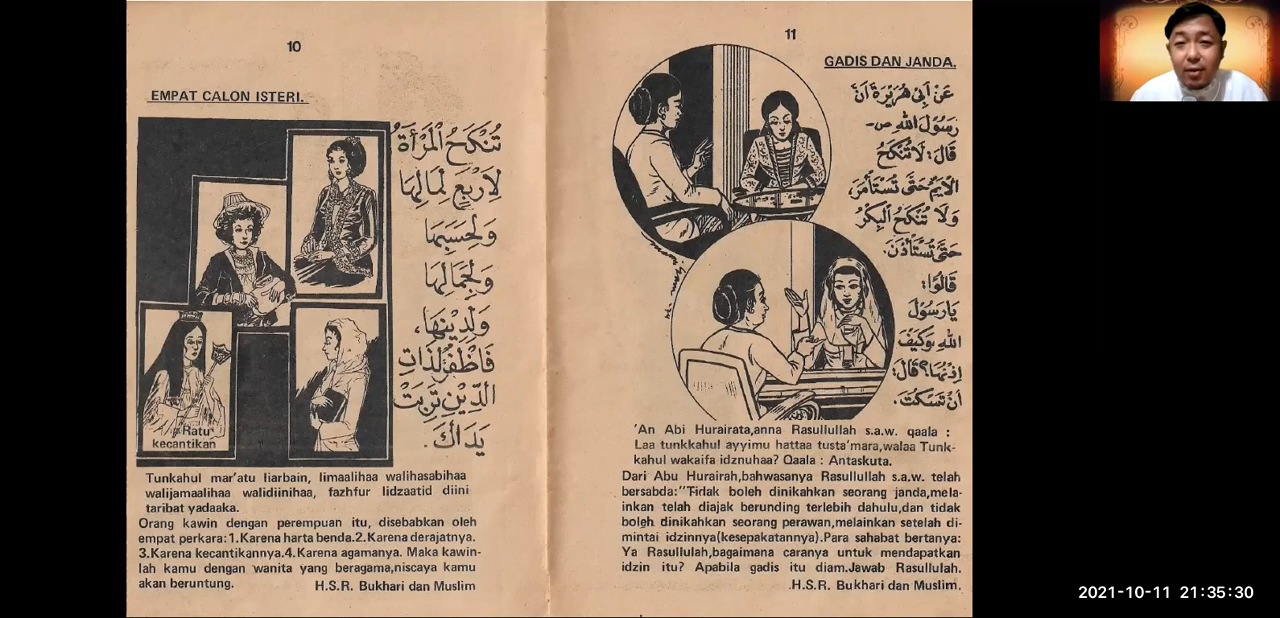 10
EMPAT CALON ISTERI.
تُنْكَحُ الْمَرْأَةُ
لِاَرْبَعٍ لِمَالِهَا
وَلِحَسَبِهَا
وَلِجَمَالِهَا
وَلِدِيْنِهَا،
فَاظْفَرْ لِذَاتِ
الدِّيْنِ تَرِبَتْ
يَدَاكَ.
Ratu
kecantikan
Tunkahul mar'atu liarbain, limaalihaa walihasabihaa
walijamaalihaa walidiinihaa, fazhfur lidzaatid diini
taribat yadaaka.
Orang kawin dengan perempuan itu, disebabkan oleh
empat perkara:1.Karena harta benda.2.Karena derajatnya.
3.Karena kecantikannya.4.Karena agamanya. Maka kawin-
lah kamu dengan wanita yang beragama,niscaya kamu
akan beruntung. H.S.R. Bukhari dan Muslim
11
GADIS DAN JANDA.
عَنْ اَبِى هُرَيْرَةَ اَنَّ
رَسُوْلَ اللهِ -ص-
قَالَ: لَا تُنْكَحُ
الْاَيِّمُ حَتَّى تُسْتَأْمَرَ
وَلَا تُنْكَحُ الْبِكْرُ
حَتَّى تُسْتَأْذَنَ.
قَالُوْا:
يَارَسُوْلَ
اللهِ وَكَيْفَ
اِذْنُهَا؟ قَالَ:
اَنْ تَسْكُتَ.
'An Abi Hurairata,anna Rasullullah s.a.w. qaala :
Laa tunkkahul ayyimu hattaa tusta'mara,walaa Tunk-
kahul wakaifa idznuhaa? Qaala : Antaskuta.
Dari Abu Hurairah,bahwasanya Rasullullah s.a.w. telah
bersabda:"Tidak boleh dinikahkan seorang janda,mela-
inkan telah diajak berunding terlebih dahulu,dan tidak
boleh dinikahkan seorang perawan,melainkan setelah di-
mintai idzinnya(kesepakatannya).Para sahabat bertanya:
Ya Rasullulah,bagaimana caranya untuk mendapatkan
idzin itu? Apabila gadis itu diam.Jawab Rasullulah.
.H.S.R. Bukhari dan Muslim.
2021-10-11 21:35:30